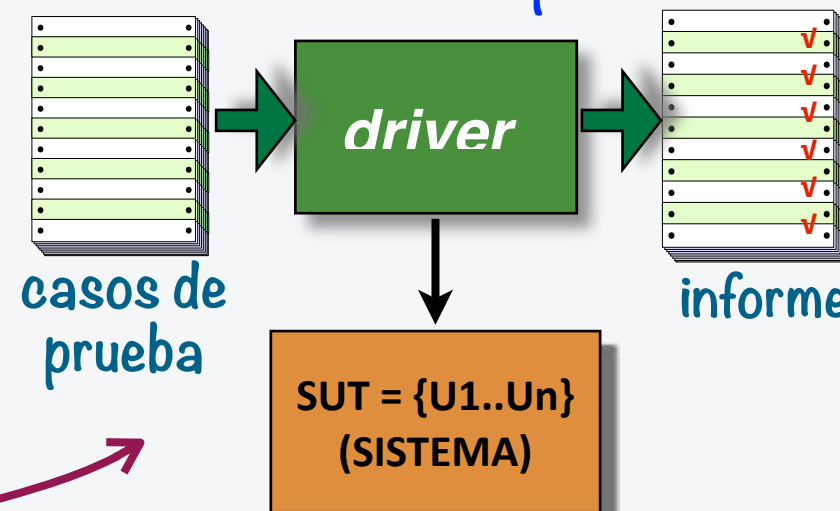 driver
casos de
prueba
informe
SUT = {U1..Un}
(SISTEMA)